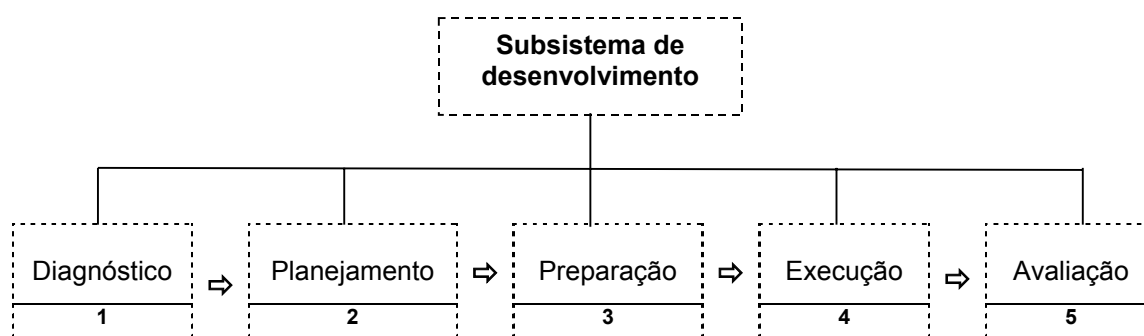 Subsistema de
desenvolvimento
Diagnóstico
1
Planejamento
2
Preparação
3
Execução
4
Avaliação
5